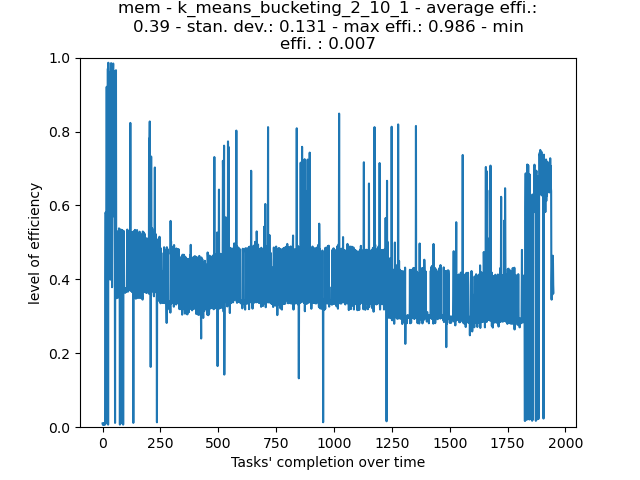 mem - k_means_bucketing_2_10_1 - average effi.:
0.39 - stan. dev.: 0.131 - max effi.: 0.986 - min
effi. : 0.007
1.0
0.8
0.6
0.4
0.2
0.0
level of efficiency
0 250 500 750 1000 1250 1500 1750 2000
Tasks' completion over time